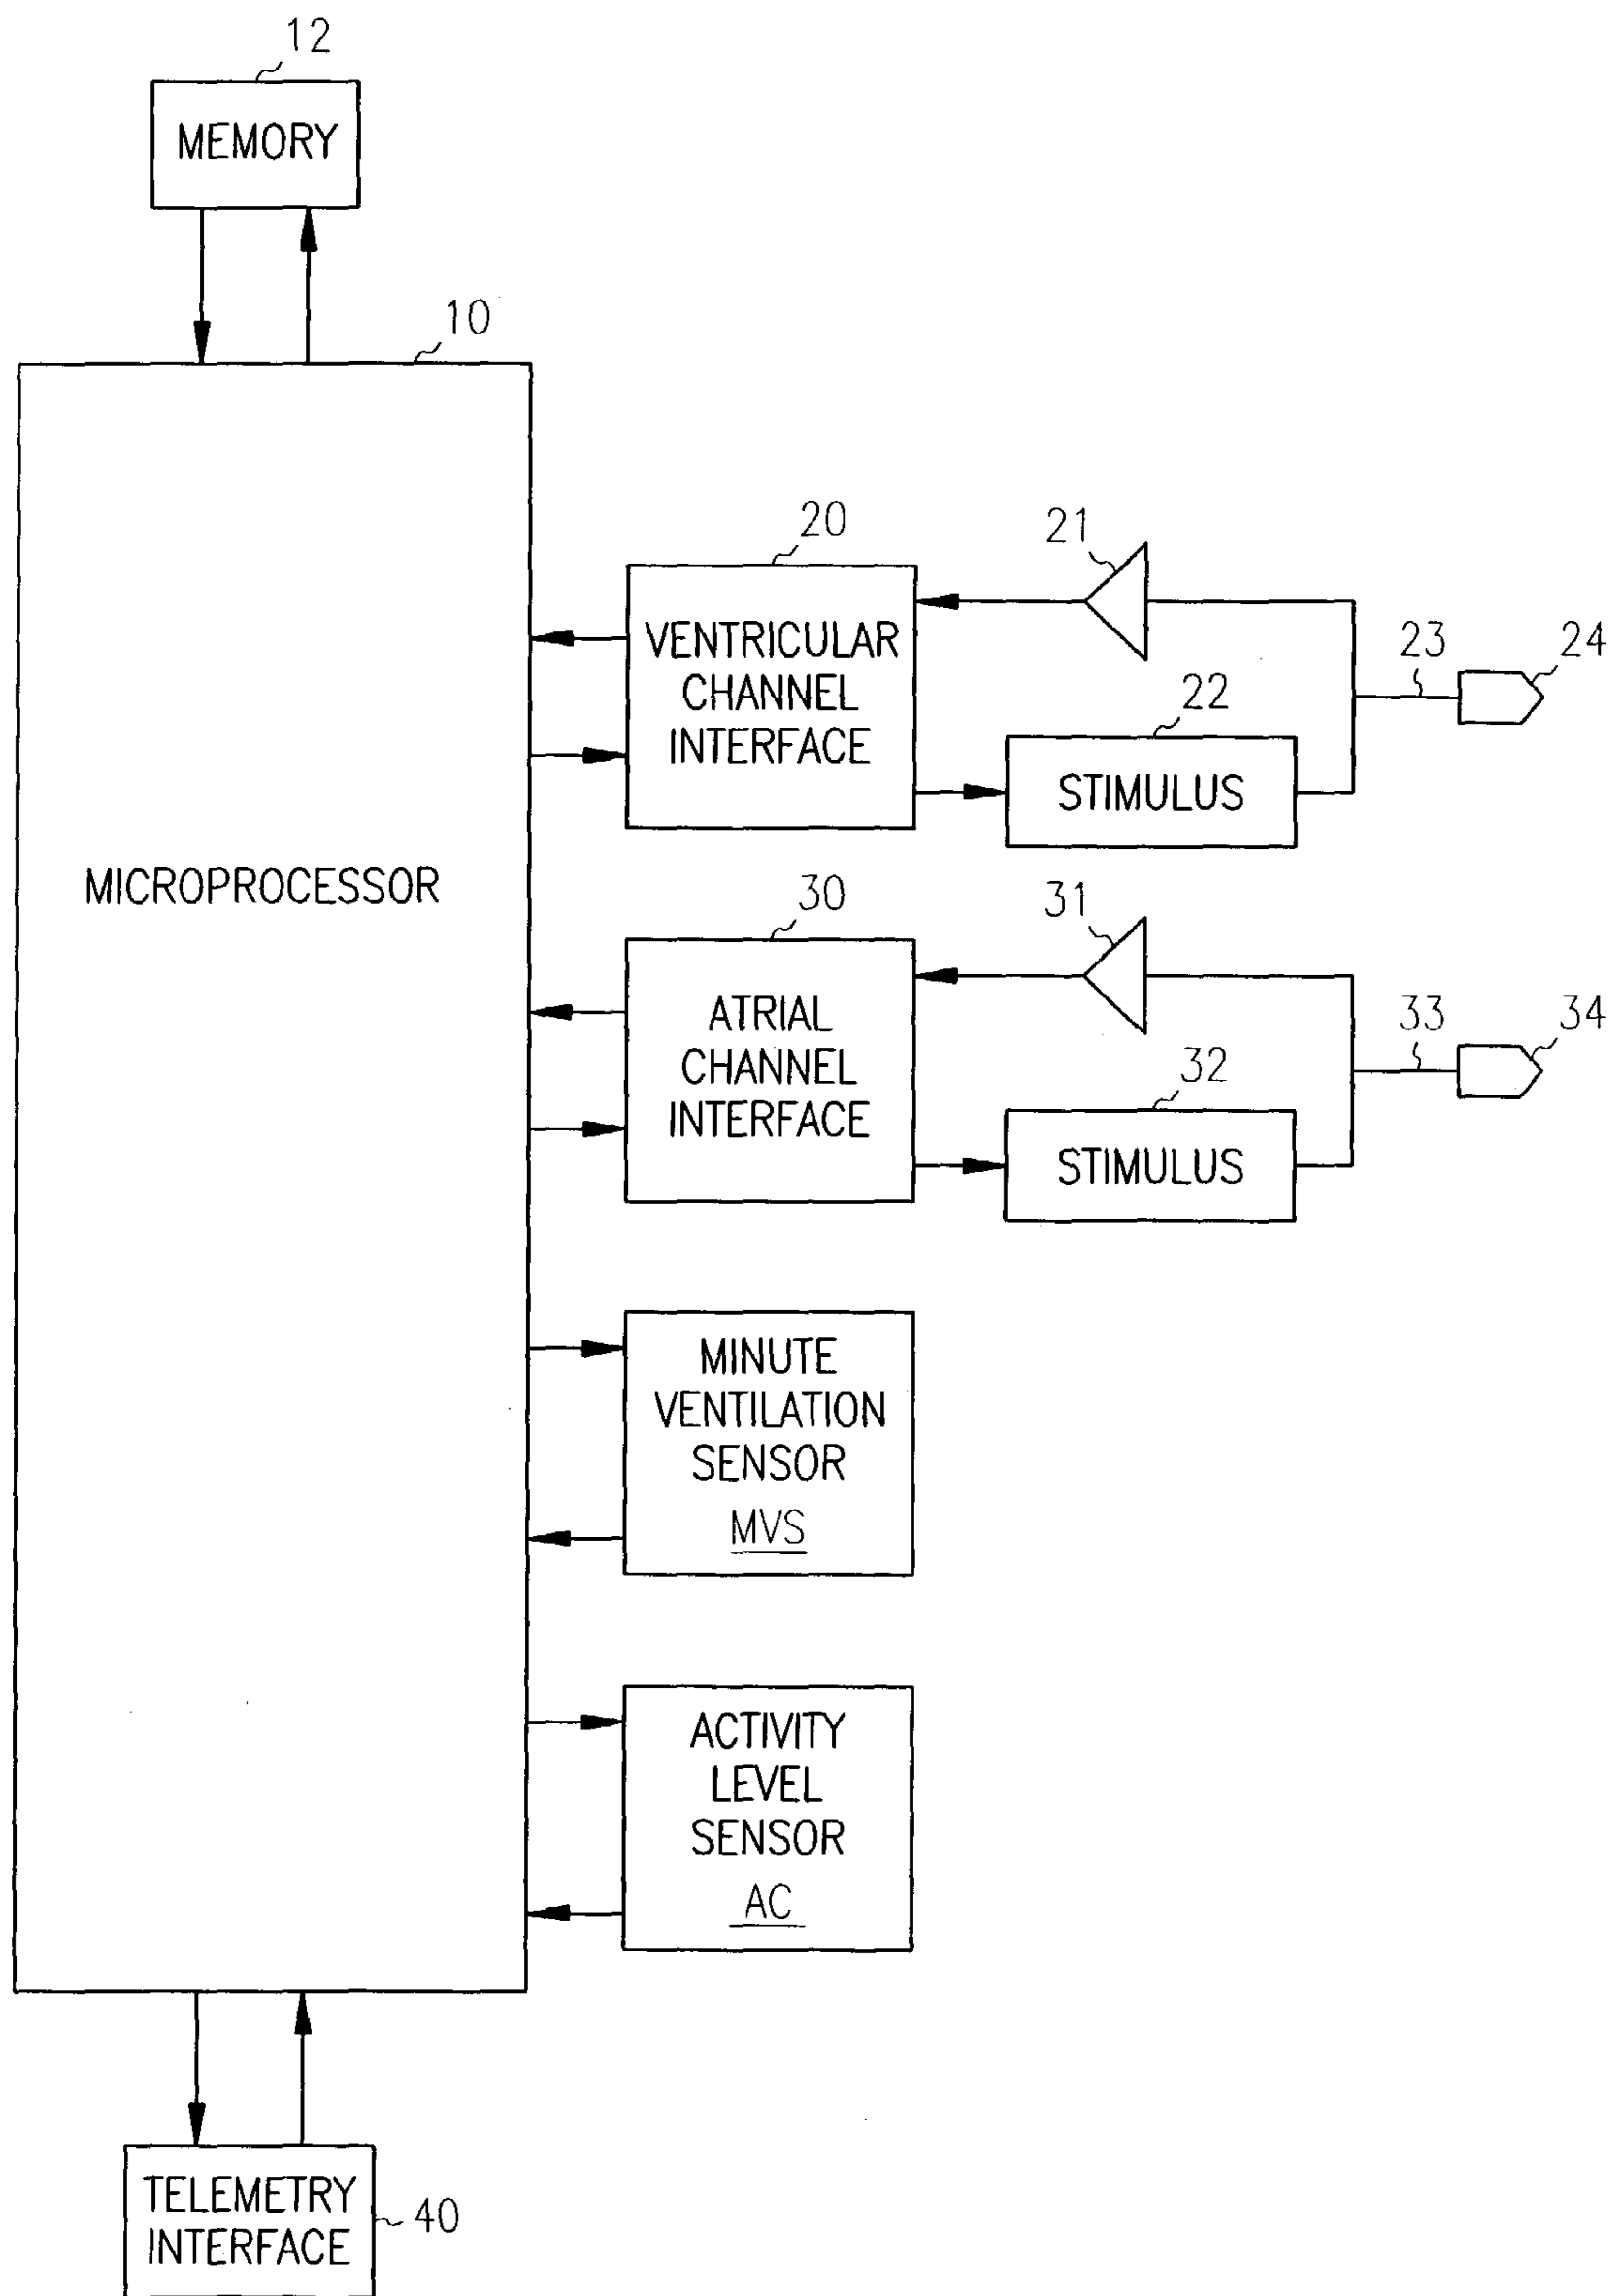 12
MEMORY
10
MICROPROCESSOR
20
VENTRICULAR
CHANNEL
INTERFACE
21
22
STIMULUS
23
24
30
ATRIAL
CHANNEL
INTERFACE
31
32
STIMULUS
33
34
MINUTE
VENTILATION
SENSOR
MVS
ACTIVITY
LEVEL
SENSOR
AC
TELEMETRY
INTERFACE
40